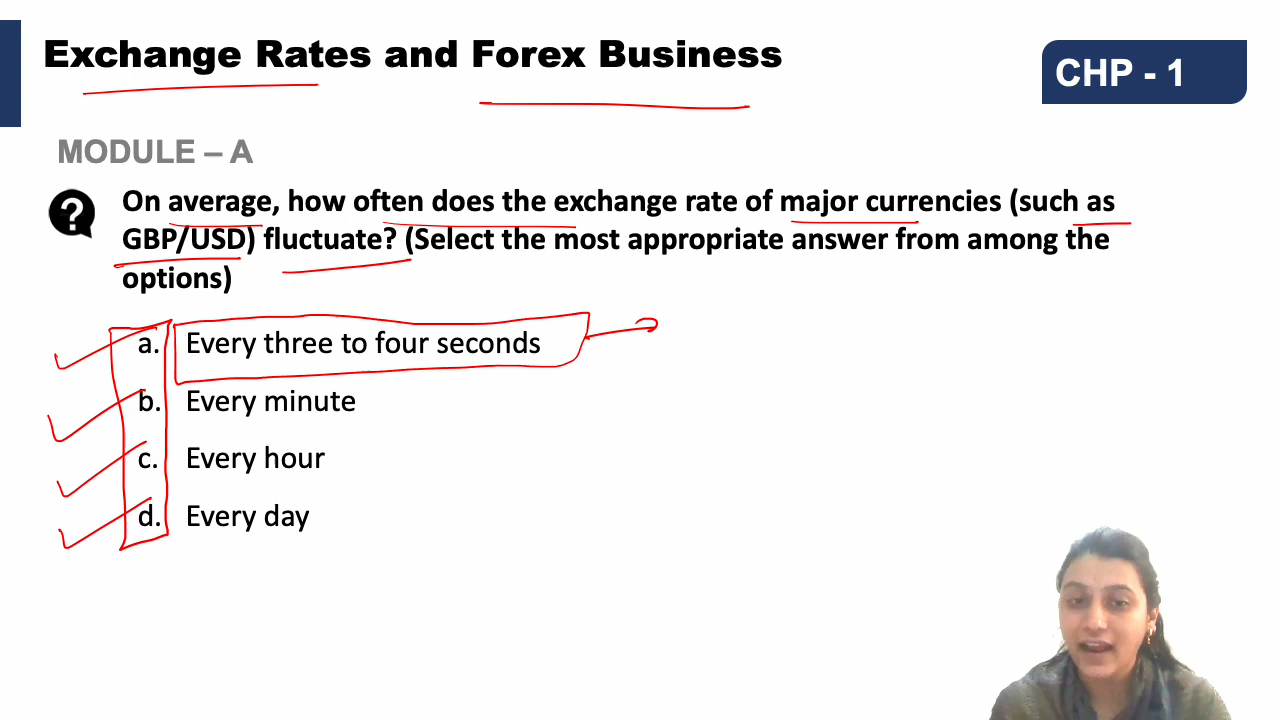 Exchange Rates and Forex Business
CHP - 1
MODULE – A
?
On average, how often does the exchange rate of major currencies (such as
GBP/USD) fluctuate? (Select the most appropriate answer from among the
options)
a. Every three to four seconds
b. Every minute
c. Every hour
d. Every day